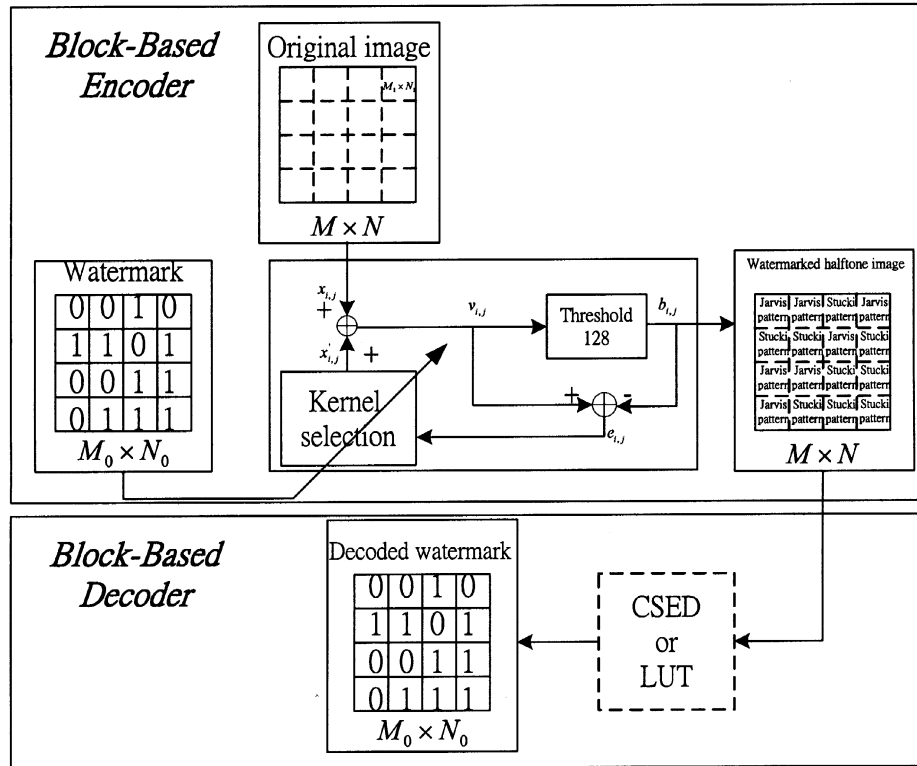 Block-Based
Encoder
Original image
M₁ × N₁
M × N
Watermark
0 0 1 0
1 1 0 1
0 0 1 1
0 1 1 1
M₀ × N₀
x_{i,j}
+
x'_{i,j} +
Kernel
selection
v_{i,j}
Threshold
128
b_{i,j}
+ -
e_{i,j}
Watermarked halftone image
Jarvis Jarvis Stucki Jarvis
pattern pattern pattern pattern
Stucki Stucki Jarvis Stucki
pattern pattern pattern pattern
Jarvis Jarvis Stucki Stucki
pattern pattern pattern pattern
Jarvis Stucki Stucki Stucki
pattern pattern pattern pattern
M × N
Block-Based
Decoder
Decoded watermark
0 0 1 0
1 1 0 1
0 0 1 1
0 1 1 1
M₀ × N₀
CSED
or
LUT